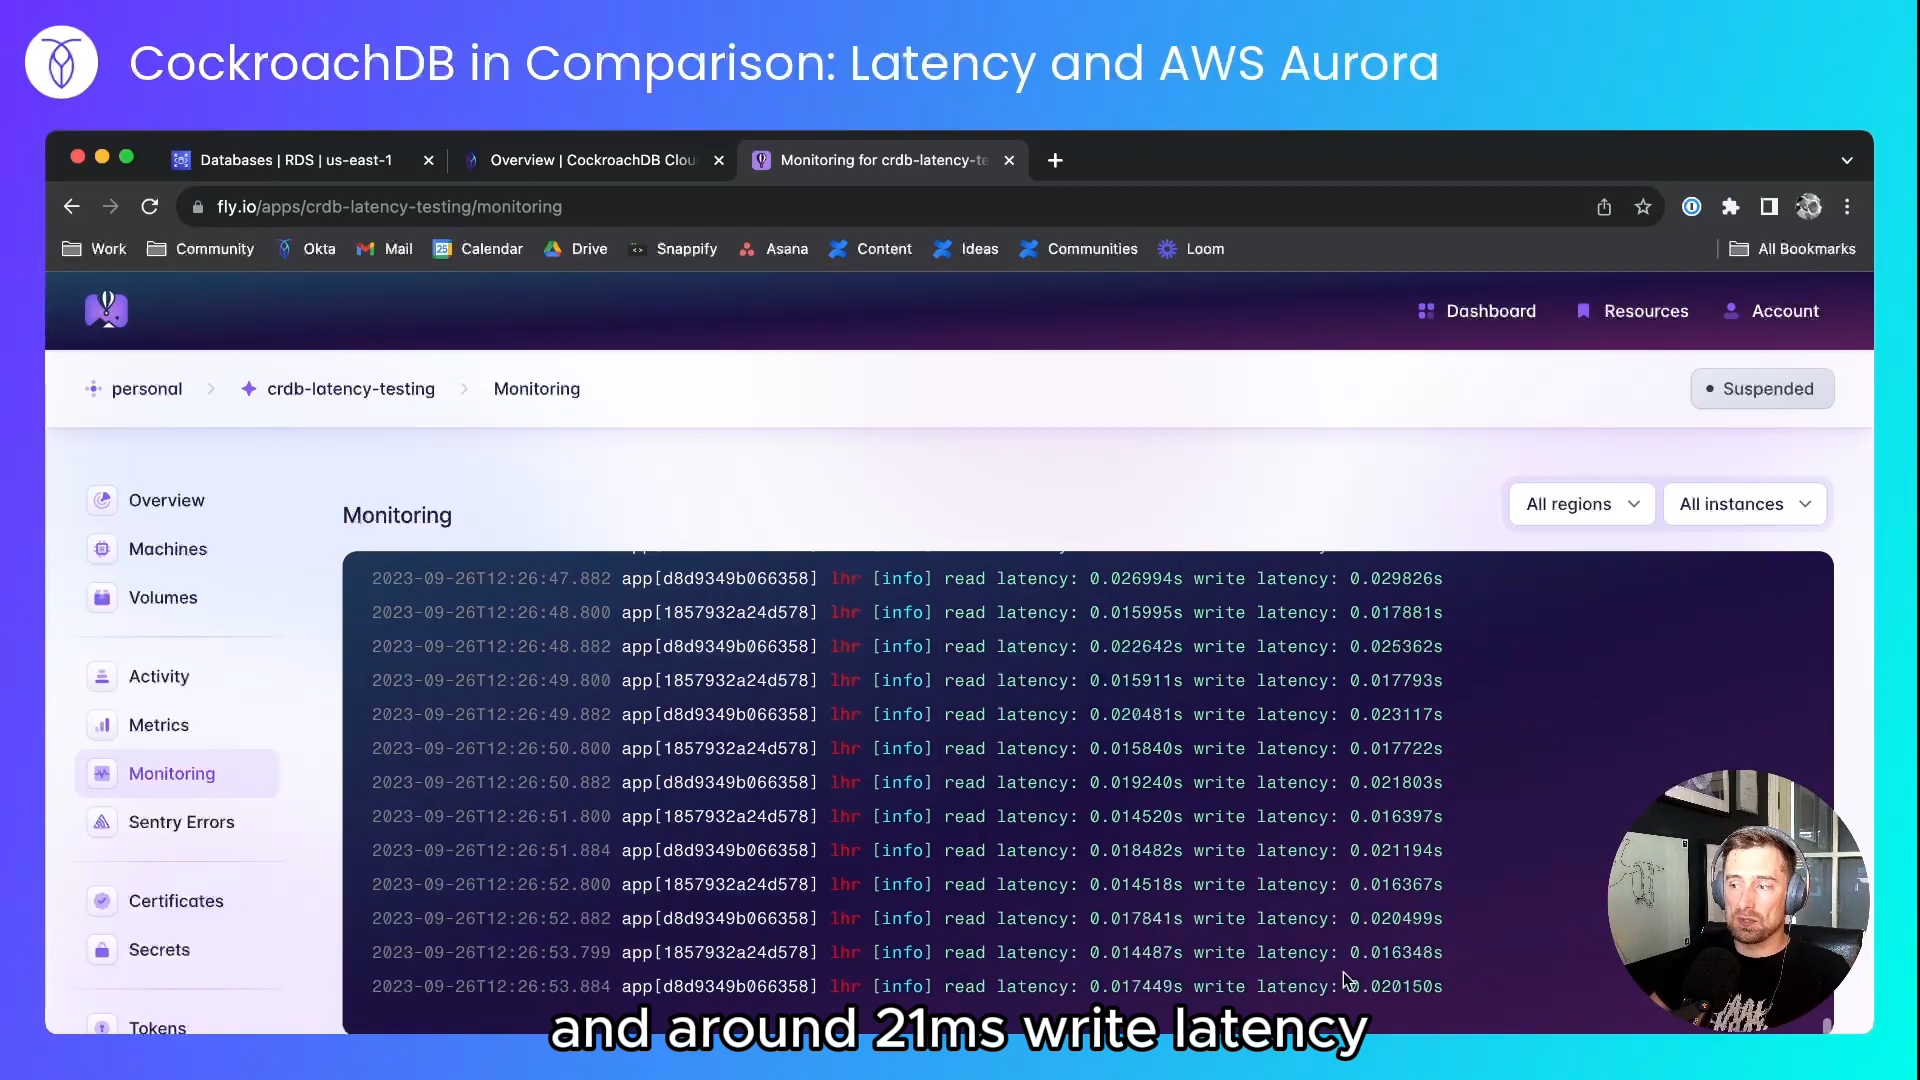 CockroachDB in Comparison: Latency and AWS Aurora
Databases | RDS | us-east-1
Overview | CockroachDB Clou
Monitoring for crdb-latency-te
fly.io/apps/crdb-latency-testing/monitoring
Work Community Okta Mail 25 Calendar Drive Snappify Asana Content Ideas Communities Loom All Bookmarks
Dashboard Resources Account
personal crdb-latency-testing Monitoring Suspended
Overview
Machines
Volumes
Activity
Metrics
Monitoring
Sentry Errors
Certificates
Secrets
Tokens
Monitoring
All regions All instances
2023-09-26T12:26:47.882 app[d8d9349b066358] lhr [info] read latency: 0.026994s write latency: 0.029826s
2023-09-26T12:26:48.800 app[1857932a24d578] lhr [info] read latency: 0.015995s write latency: 0.017881s
2023-09-26T12:26:48.882 app[d8d9349b066358] lhr [info] read latency: 0.022642s write latency: 0.025362s
2023-09-26T12:26:49.800 app[1857932a24d578] lhr [info] read latency: 0.015911s write latency: 0.017793s
2023-09-26T12:26:49.882 app[d8d9349b066358] lhr [info] read latency: 0.020481s write latency: 0.023117s
2023-09-26T12:26:50.800 app[1857932a24d578] lhr [info] read latency: 0.015840s write latency: 0.017722s
2023-09-26T12:26:50.882 app[d8d9349b066358] lhr [info] read latency: 0.019240s write latency: 0.021803s
2023-09-26T12:26:51.800 app[1857932a24d578] lhr [info] read latency: 0.014520s write latency: 0.016397s
2023-09-26T12:26:51.884 app[d8d9349b066358] lhr [info] read latency: 0.018482s write latency: 0.021194s
2023-09-26T12:26:52.800 app[1857932a24d578] lhr [info] read latency: 0.014518s write latency: 0.016367s
2023-09-26T12:26:52.882 app[d8d9349b066358] lhr [info] read latency: 0.017841s write latency: 0.020499s
2023-09-26T12:26:53.799 app[1857932a24d578] lhr [info] read latency: 0.014487s write latency: 0.016348s
2023-09-26T12:26:53.884 app[d8d9349b066358] lhr [info] read latency: 0.017449s write latency: 0.020150s
and around 21ms write latency